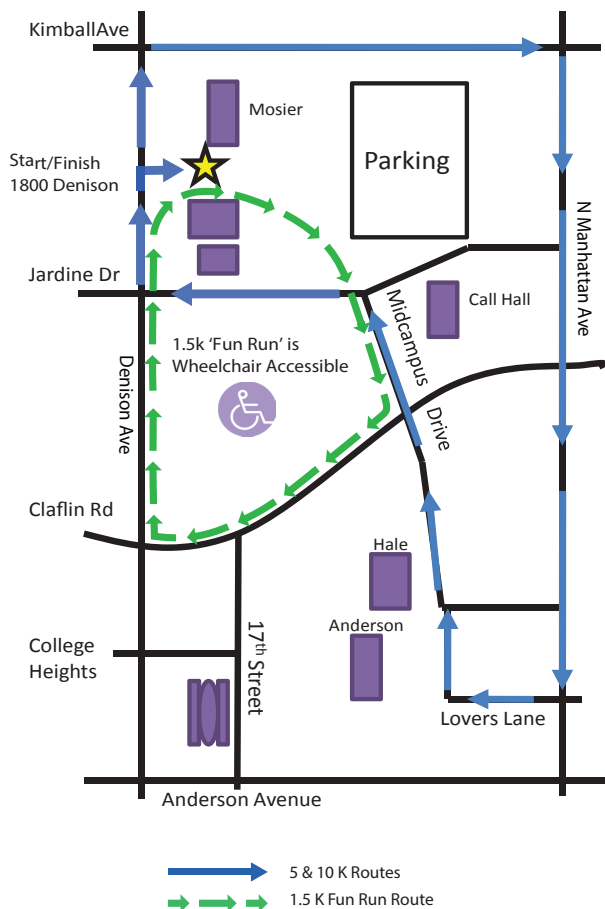 KimballAve
Mosier
Start/Finish
1800 Denison
Parking
N Manhattan Ave
Jardine Dr
Call Hall
Midcampus
Drive
1.5k ‘Fun Run’ is
Wheelchair Accessible
Denison Ave
Claflin Rd
Hale
Anderson
College
Heights
17th Street
Lovers Lane
Anderson Avenue
5 & 10 K Routes
1.5 K Fun Run Route